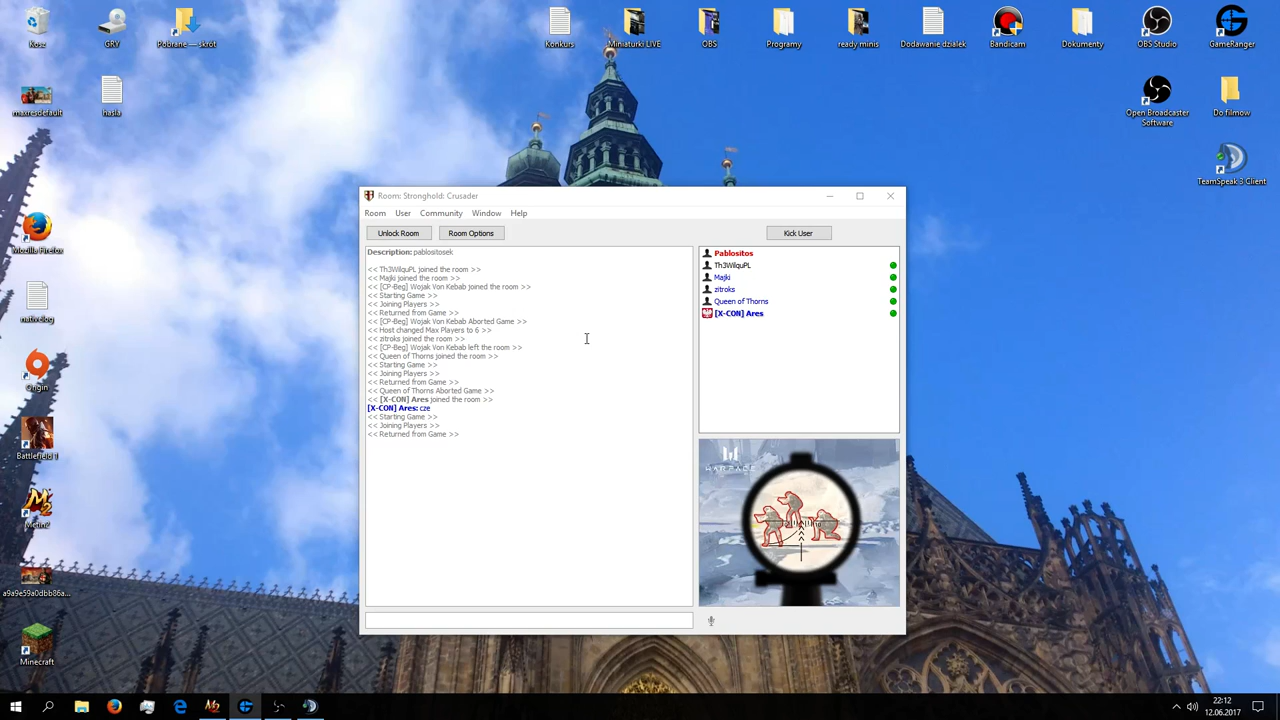 Kosz
GRV
Pobrane — skrót
Konkurs
Miniaturki LIVE
OBS
Programy
ready minis
Dodawanie działek
Bandicam
Dokumenty
OBS Studio
GameRanger
maxresdefault
hasla
Open Broadcaster
Software
Do filmow
TeamSpeak 3 Client
Mozilla Firefox
nativ.blog
Origin
Battlefield 1
Metin2
a9a9e59a0dbb86a...
Minecraft
Room: Stronghold: Crusader
Room User Community Window Help
Unlock Room Room Options Kick User
Description: pablositosek
<< Th3WilquPL joined the room >>
<< Majki joined the room >>
<< [CP-Beg] Wojak Von Kebab joined the room >>
<< Starting Game >>
<< Joining Players >>
<< Returned from Game >>
<< [CP-Beg] Wojak Von Kebab Aborted Game >>
<< Host changed Max Players to 6 >>
<< zitroks joined the room >>
<< [CP-Beg] Wojak Von Kebab left the room >>
<< Queen of Thorns joined the room >>
<< Starting Game >>
<< Joining Players >>
<< Returned from Game >>
<< Queen of Thorns Aborted Game >>
<< [X-CON] Ares joined the room >>
[X-CON] Ares: cze
<< Starting Game >>
<< Joining Players >>
<< Returned from Game >>
Pablositos
Th3WilquPL
Majki
zitroks
Queen of Thorns
[X-CON] Ares
WARFACE
22:12
12.06.2017